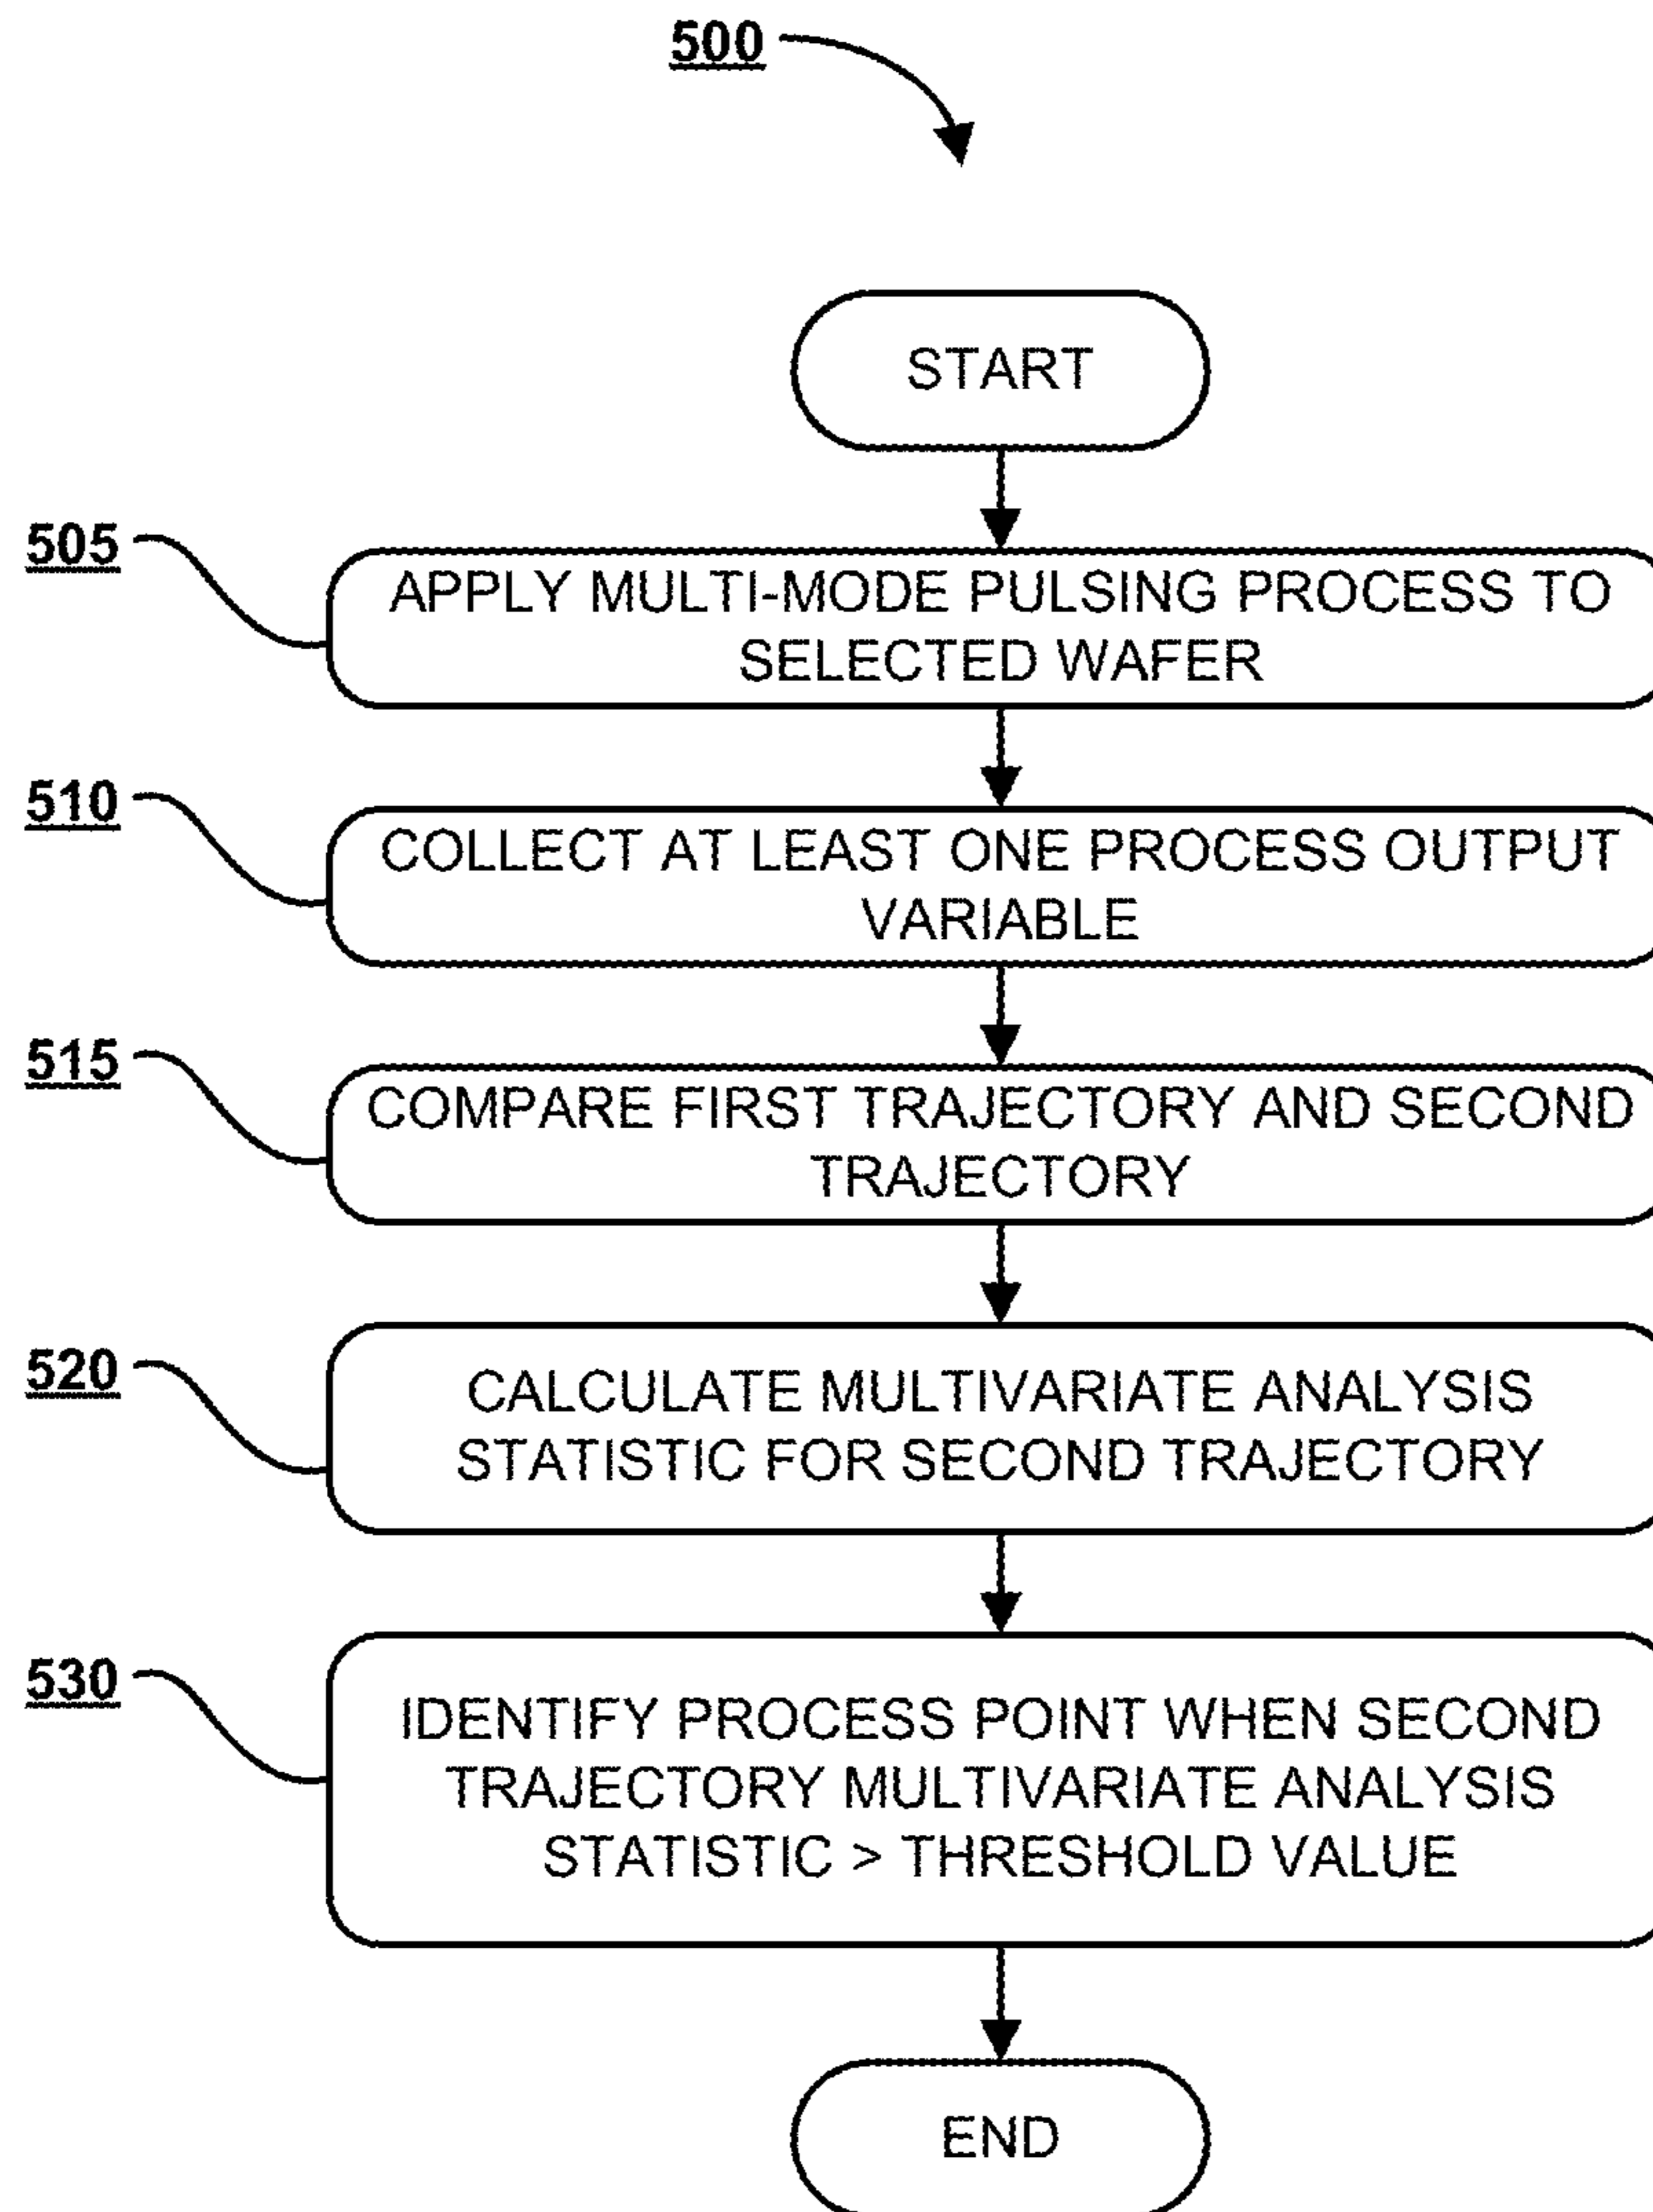 500
START
505
APPLY MULTI-MODE PULSING PROCESS TO
SELECTED WAFER
510
COLLECT AT LEAST ONE PROCESS OUTPUT
VARIABLE
515
COMPARE FIRST TRAJECTORY AND SECOND
TRAJECTORY
520
CALCULATE MULTIVARIATE ANALYSIS
STATISTIC FOR SECOND TRAJECTORY
530
IDENTIFY PROCESS POINT WHEN SECOND
TRAJECTORY MULTIVARIATE ANALYSIS
STATISTIC > THRESHOLD VALUE
END